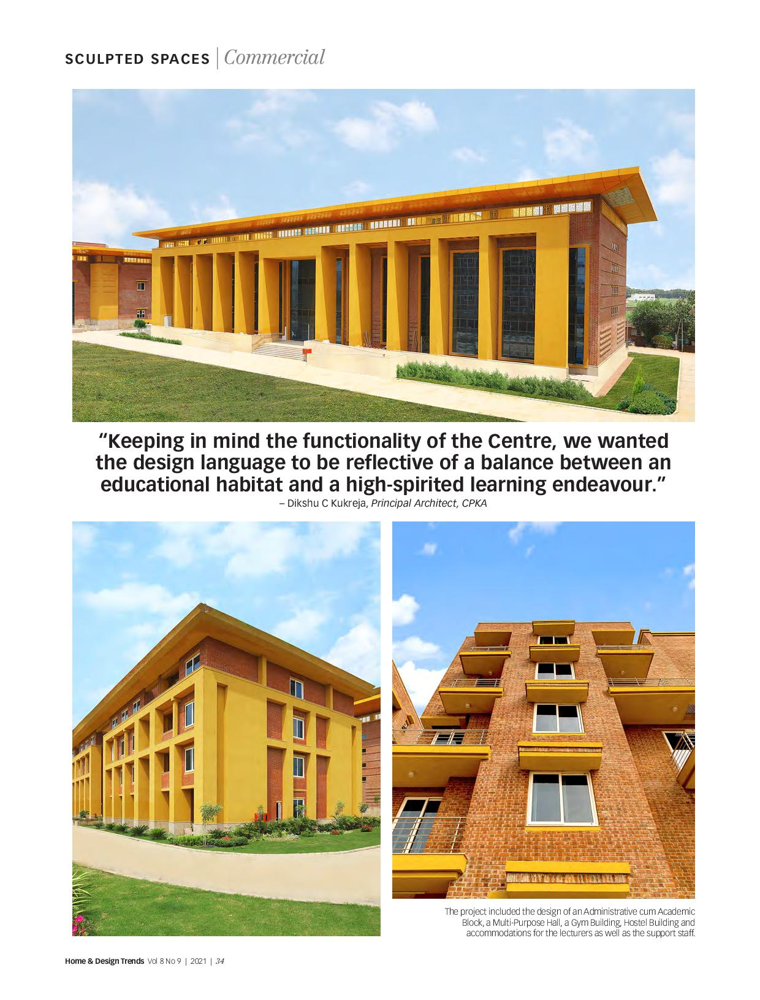 SCULPTED SPACES | Commercial
“Keeping in mind the functionality of the Centre, we wanted
the design language to be reflective of a balance between an
educational habitat and a high-spirited learning endeavour.”
– Dikshu C Kukreja, Principal Architect, CPKA
The project included the design of an Administrative cum Academic
Block, a Multi-Purpose Hall, a Gym Building, Hostel Building and
accommodations for the lecturers as well as the support staff.
Home & Design Trends Vol 8 No 9 | 2021 | 34